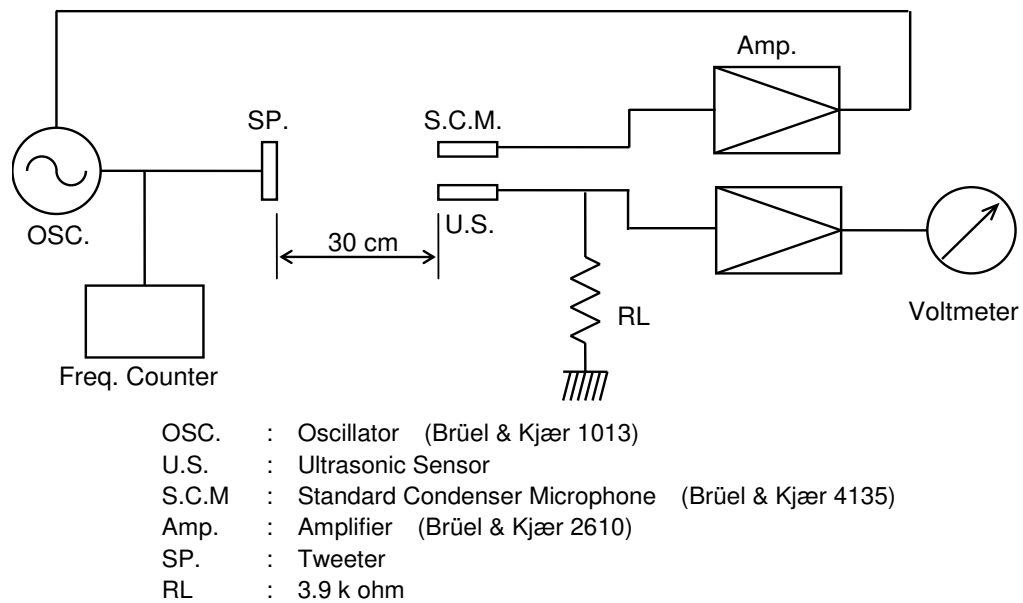 Amp.
SP.
S.C.M.
OSC.
U.S.
30 cm
RL
Voltmeter
Freq. Counter
OSC. : Oscillator (Brüel & Kjær 1013)
U.S. : Ultrasonic Sensor
S.C.M : Standard Condenser Microphone (Brüel & Kjær 4135)
Amp. : Amplifier (Brüel & Kjær 2610)
SP. : Tweeter
RL : 3.9 k ohm